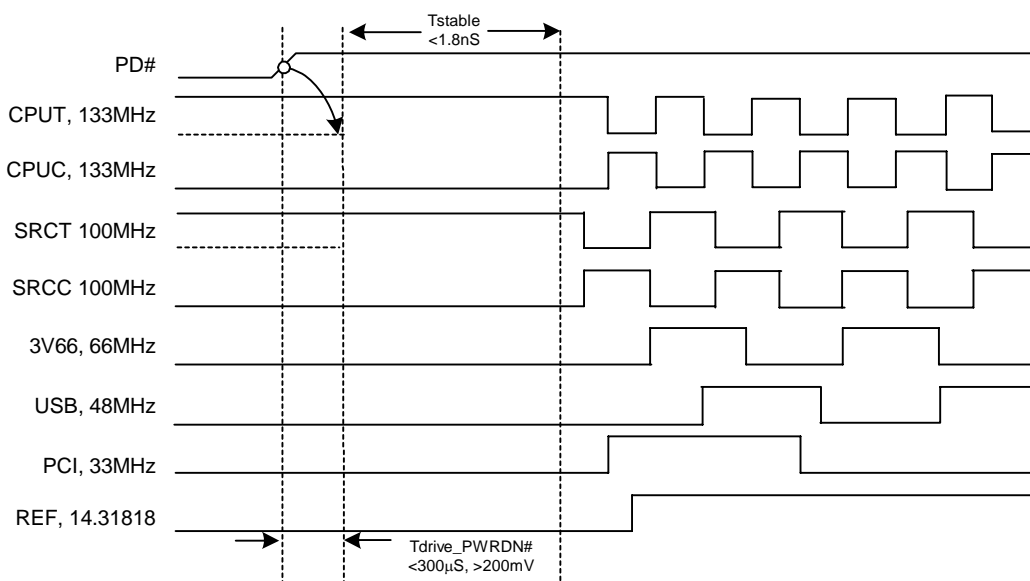 Tstable
<1.8nS
PD#
CPUT, 133MHz
CPUC, 133MHz
SRCT 100MHz
SRCC 100MHz
3V66, 66MHz
USB, 48MHz
PCI, 33MHz
REF, 14.31818
Tdrive_PWRDN#
<300μS, >200mV